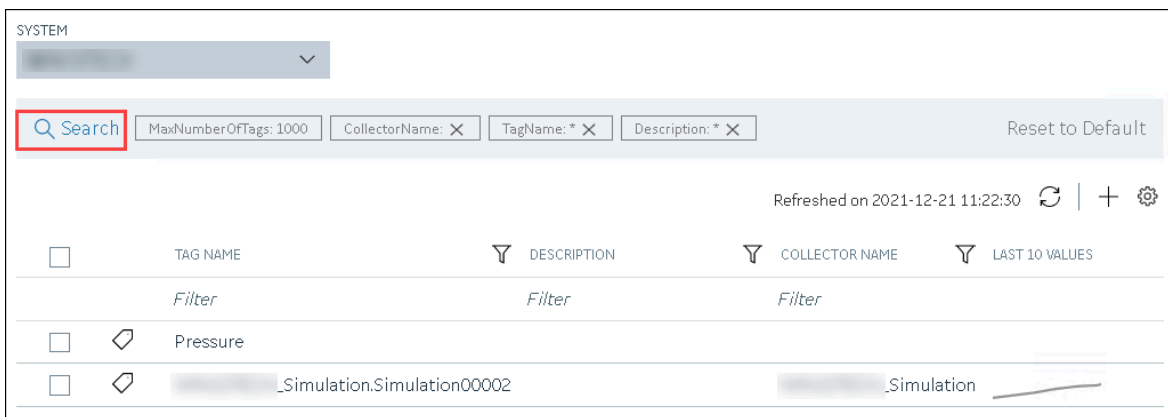 SYSTEM
Search MaxNumberOfTags: 1000 CollectorName: TagName: * Description: * Reset to Default
Refreshed on 2021-12-21 11:22:30
TAG NAME DESCRIPTION COLLECTOR NAME LAST 10 VALUES
Filter Filter Filter
Pressure
_Simulation.Simulation00002 _Simulation